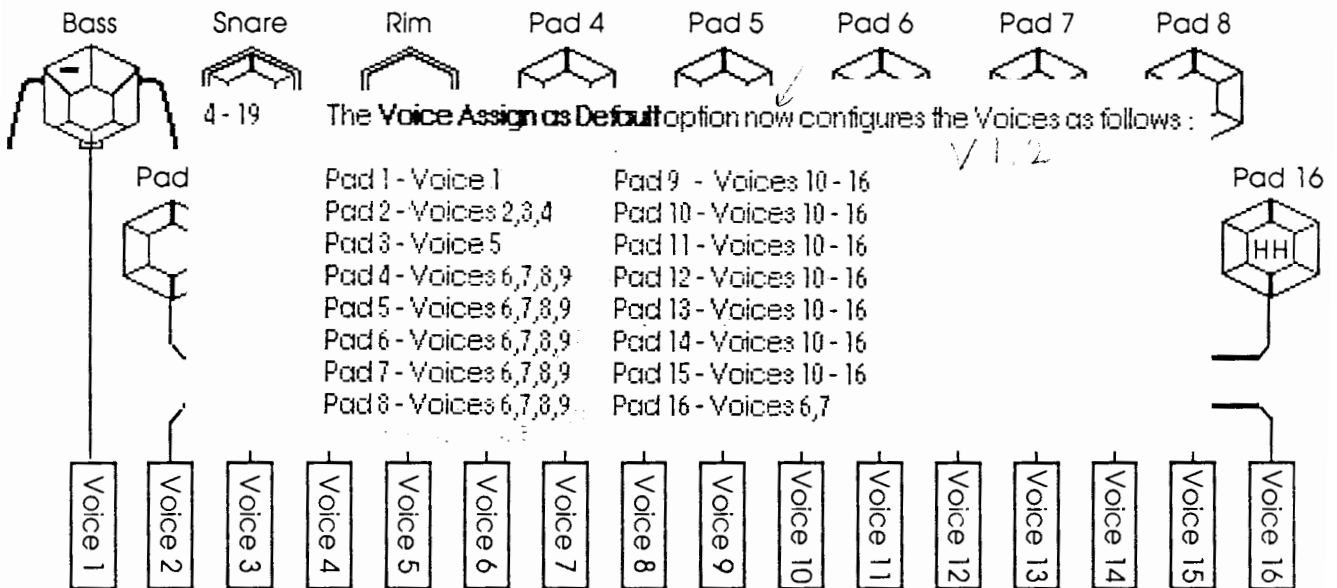 Bass Snare Rim Pad 4 Pad 5 Pad 6 Pad 7 Pad 8
4 - 19 The Voice Assign as Default option now configures the Voices as follows :
V 1.2
Pad Pad 1 - Voice 1 Pad 9 - Voices 10 - 16 Pad 16
Pad 2 - Voices 2,3,4 Pad 10 - Voices 10 - 16
Pad 3 - Voice 5 Pad 11 - Voices 10 - 16 HH
Pad 4 - Voices 6,7,8,9 Pad 12 - Voices 10 - 16
Pad 5 - Voices 6,7,8,9 Pad 13 - Voices 10 - 16
Pad 6 - Voices 6,7,8,9 Pad 14 - Voices 10 - 16
Pad 7 - Voices 6,7,8,9 Pad 15 - Voices 10 - 16
Pad 8 - Voices 6,7,8,9 Pad 16 - Voices 6,7
Voice 1
Voice 2
Voice 3
Voice 4
Voice 5
Voice 6
Voice 7
Voice 8
Voice 9
Voice 10
Voice 11
Voice 12
Voice 13
Voice 14
Voice 15
Voice 16